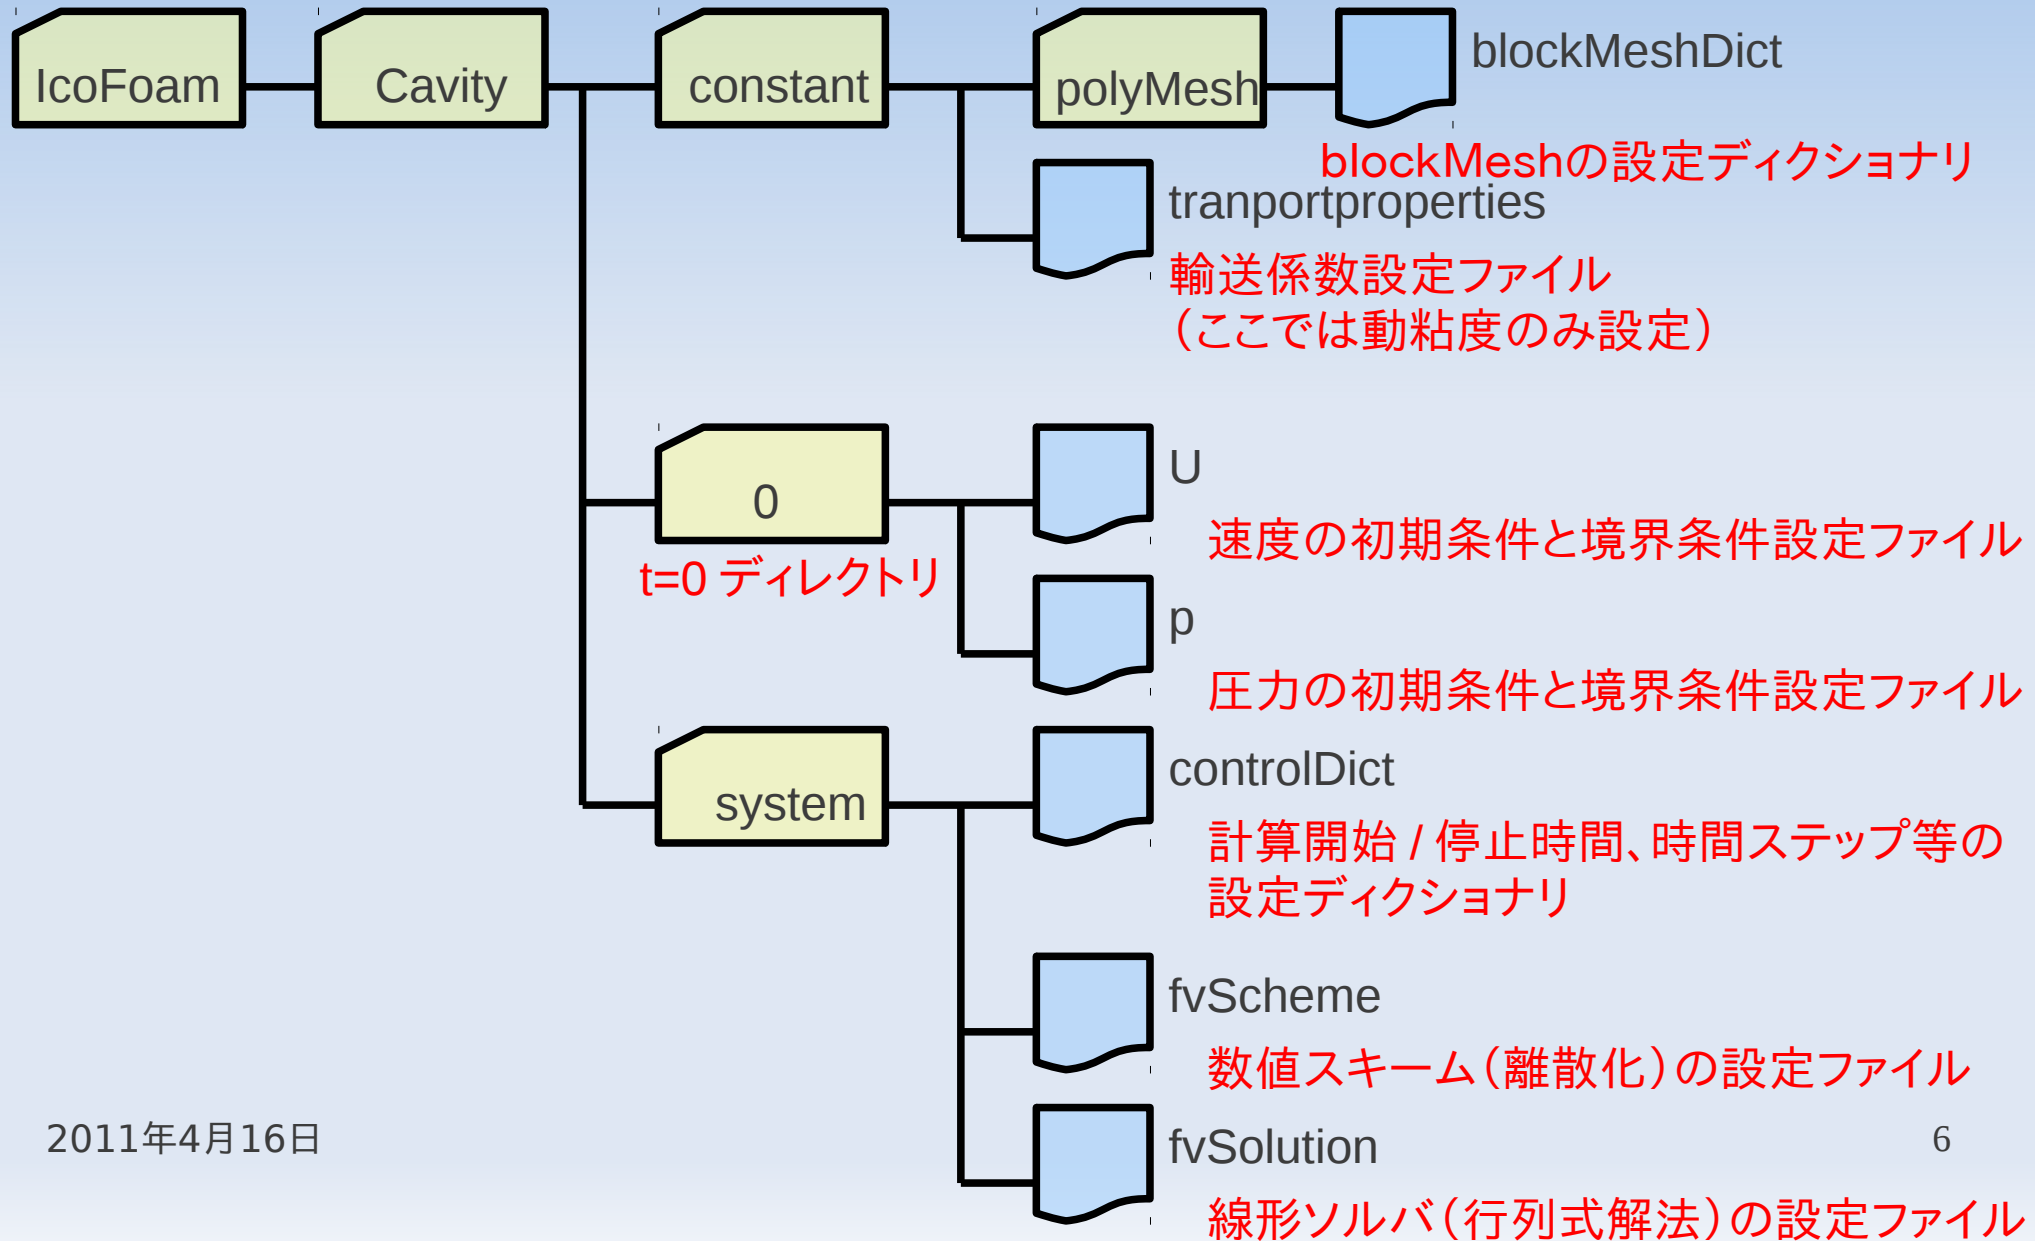 IcoFoam
Cavity
constant
polyMesh
blockMeshDict
blockMeshの設定ディクショナリ
tranportproperties
輸送係数設定ファイル
（ここでは動粘度のみ設定）
0
t=0 ディレクトリ
U
速度の初期条件と境界条件設定ファイル
p
圧力の初期条件と境界条件設定ファイル
system
controlDict
計算開始 / 停止時間、時間ステップ等の
設定ディクショナリ
fvScheme
数値スキーム（離散化）の設定ファイル
fvSolution
線形ソルバ（行列式解法）の設定ファイル
2011年4月16日
6